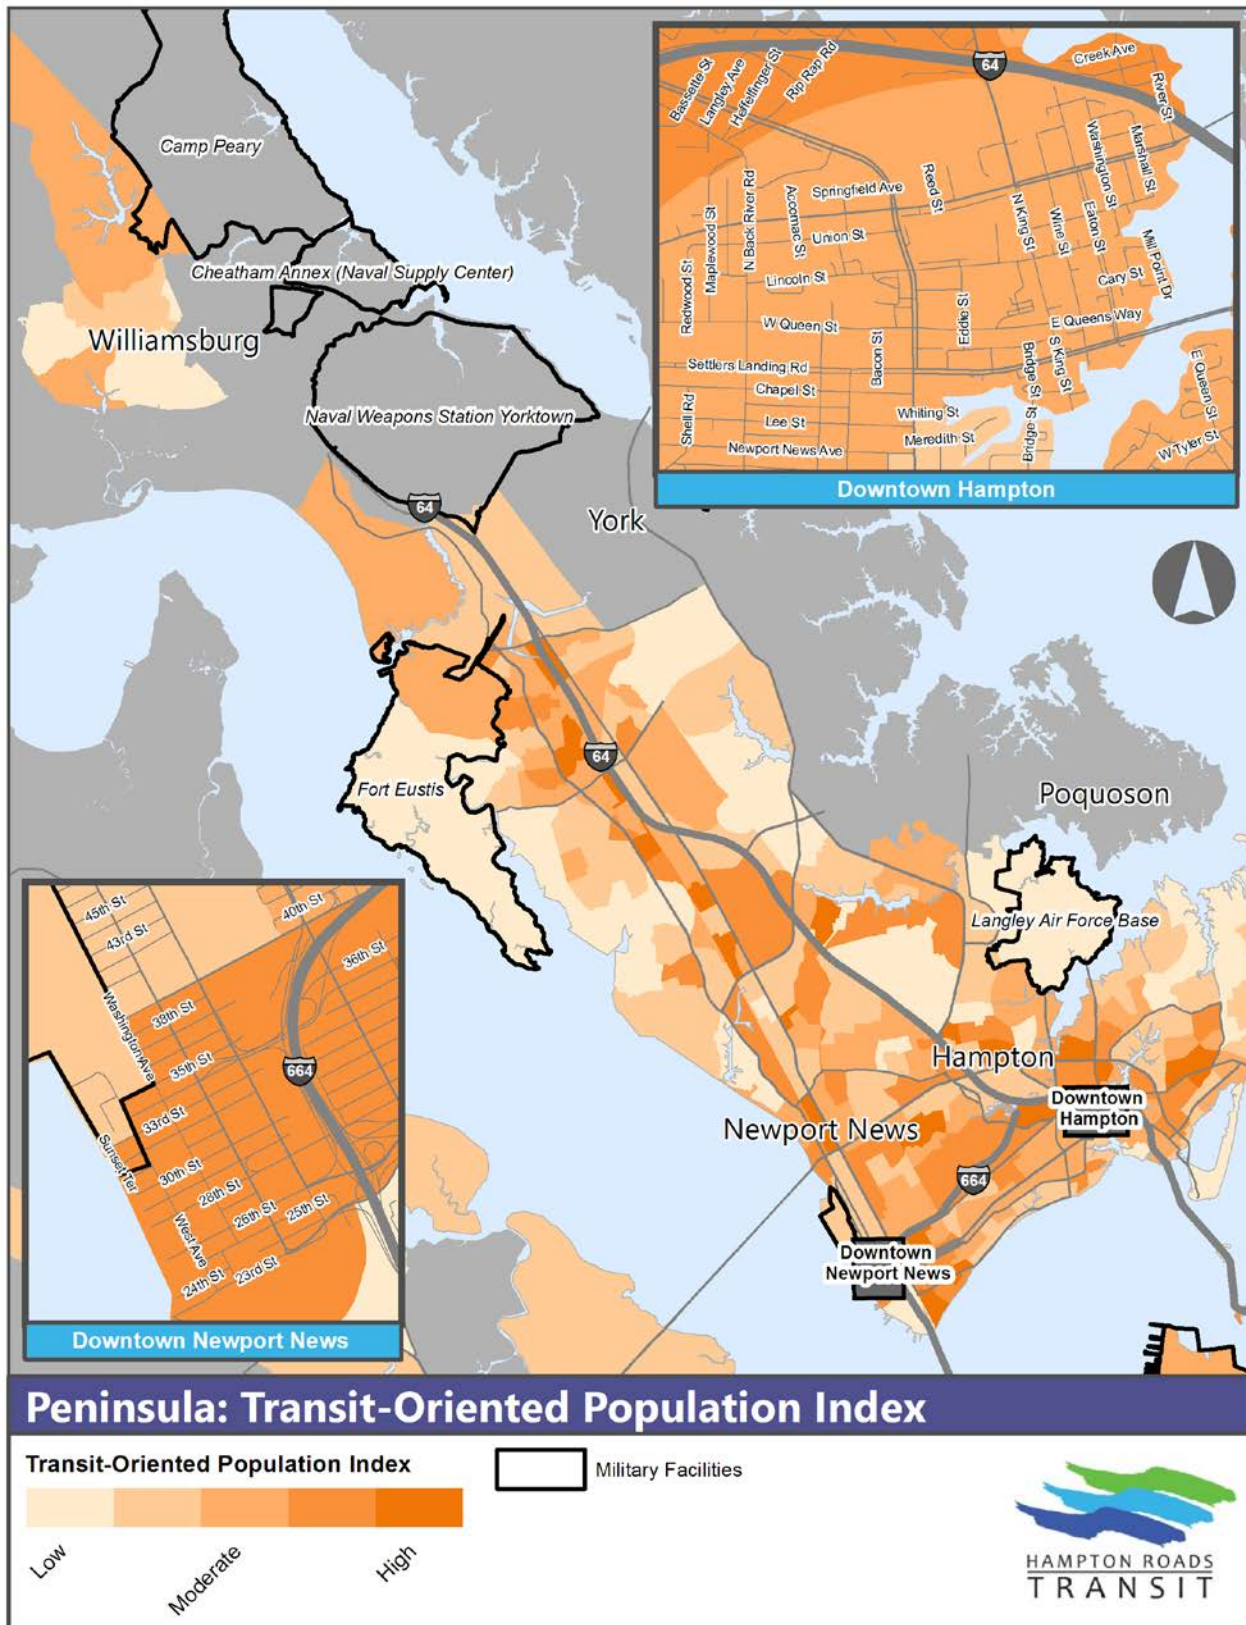 Camp Peary
Cheatham Annex (Naval Supply Center)
Williamsburg
Naval Weapons Station Yorktown
64
York
64
Fort Eustis
Poquoson
Langley Air Force Base
Hampton
Downtown
Hampton
Newport News
664
Downtown
Newport News
64
Creek Ave
River St
Bassette St
Langley Ave
Heffelfinger St
Rip Rap Rd
Washington St
Marshall St
Springfield Ave
Reed St
N King St
Wine St
Eaton St
Mill Point Dr
Maplewood St
N Back River Rd
Accomac St
Union St
Lincoln St
Cary St
Redwood St
W Queen St
Eddie St
E Queens Way
Settlers Landing Rd
Bacon St
Bridge St
S King St
E Queen St
Chapel St
Shell Rd
Lee St
Whiting St
Meredith St
Bridge St
Newport News Ave
W Tyler St
Downtown Hampton
45th St
40th St
43rd St
36th St
Washington Ave
38th St
35th St
664
33rd St
Sunset Ter
30th St
28th St
26th St
25th St
West Ave
24th St
23rd St
Downtown Newport News
Peninsula: Transit-Oriented Population Index
Transit-Oriented Population Index
Low
Moderate
High
Military Facilities
HAMPTON ROADS
TRANSIT